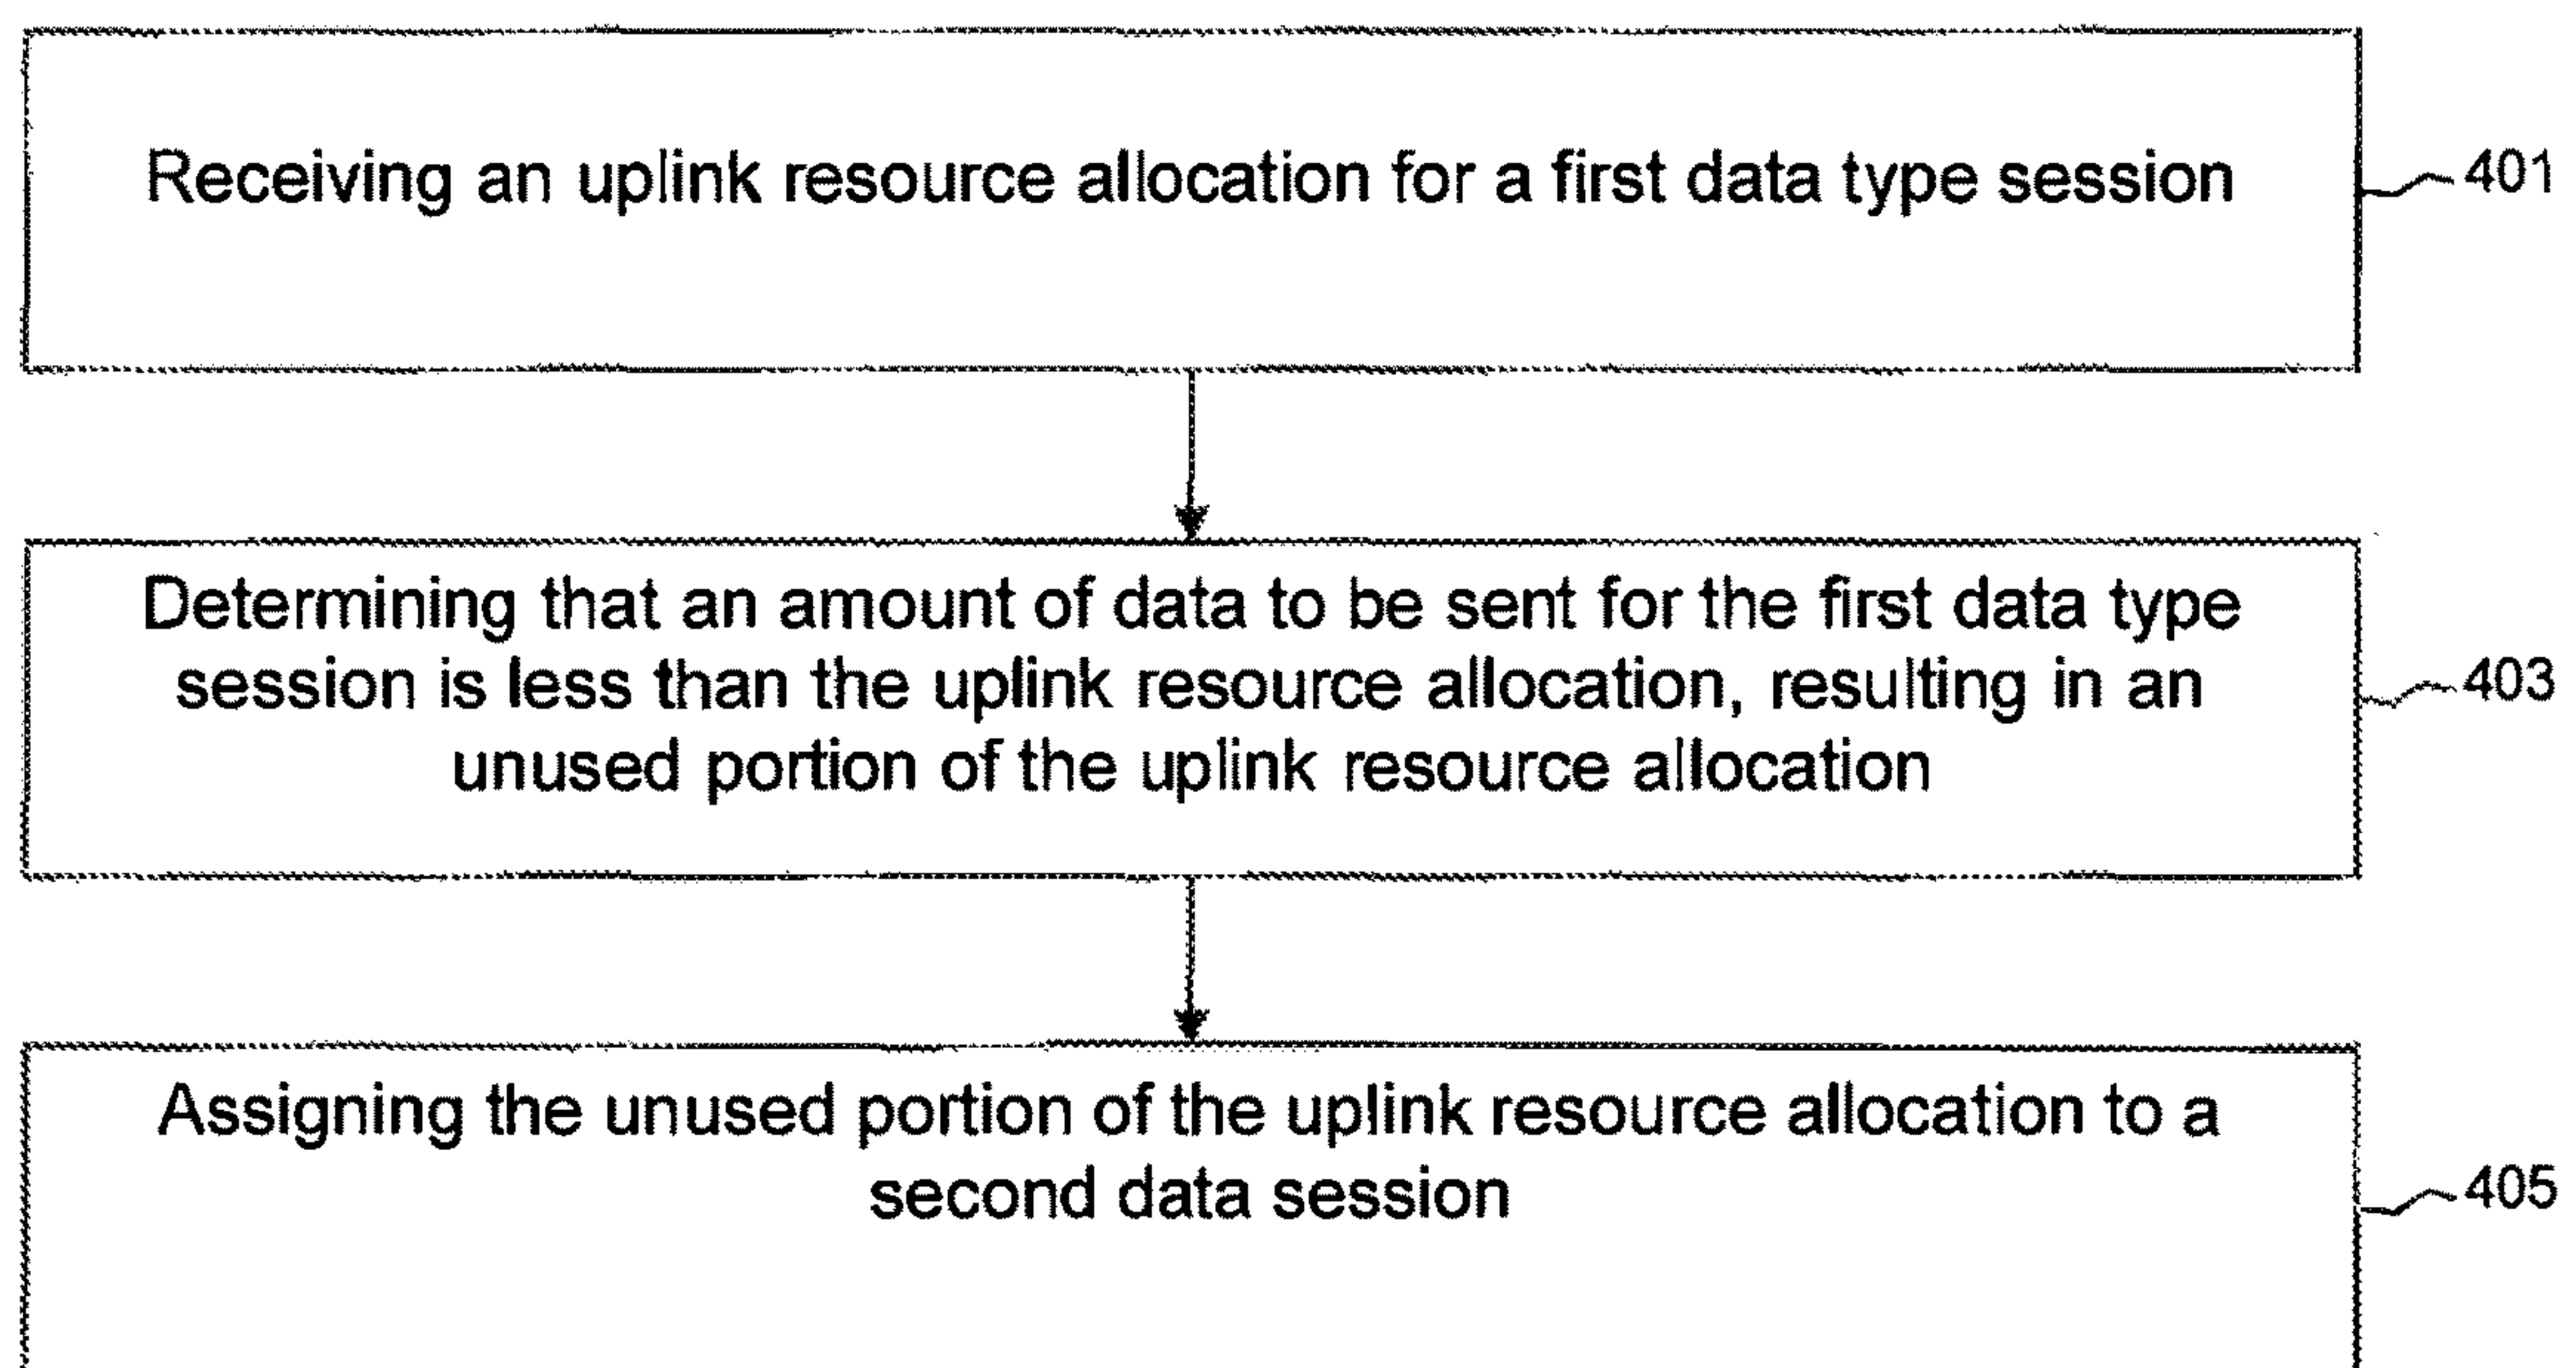 Receiving an uplink resource allocation for a first data type session
401
Determining that an amount of data to be sent for the first data type
session is less than the uplink resource allocation, resulting in an
unused portion of the uplink resource allocation
403
Assigning the unused portion of the uplink resource allocation to a
second data session
405